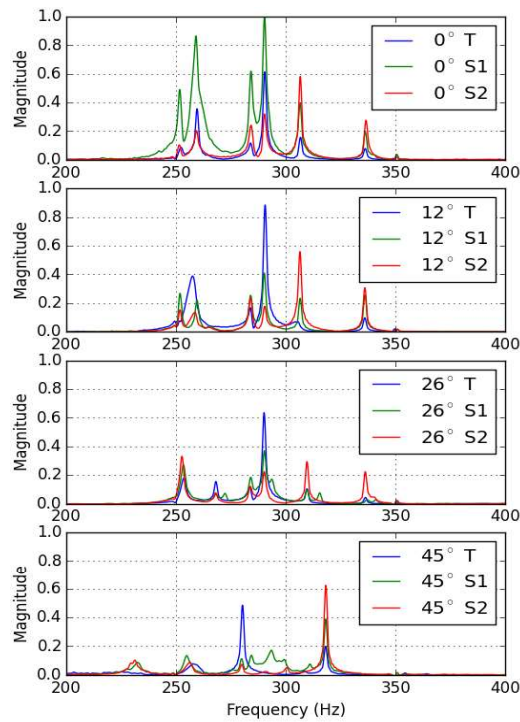 1.0
0.8
0.6
0.4
0.2
0.0
Magnitude
0° T
0° S1
0° S2
200 250 300 350 400
1.0
0.8
0.6
0.4
0.2
0.0
Magnitude
12° T
12° S1
12° S2
200 250 300 350 400
1.0
0.8
0.6
0.4
0.2
0.0
Magnitude
26° T
26° S1
26° S2
200 250 300 350 400
1.0
0.8
0.6
0.4
0.2
0.0
Magnitude
45° T
45° S1
45° S2
200 250 300 350 400
Frequency (Hz)